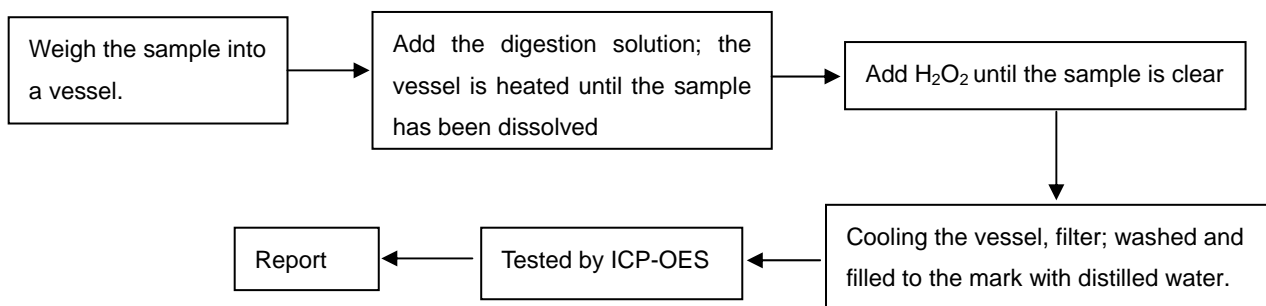 Weigh the sample into
a vessel.
Add the digestion solution; the
vessel is heated until the sample
has been dissolved
Add H₂O₂ until the sample is clear
Cooling the vessel, filter; washed and
filled to the mark with distilled water.
Tested by ICP-OES
Report